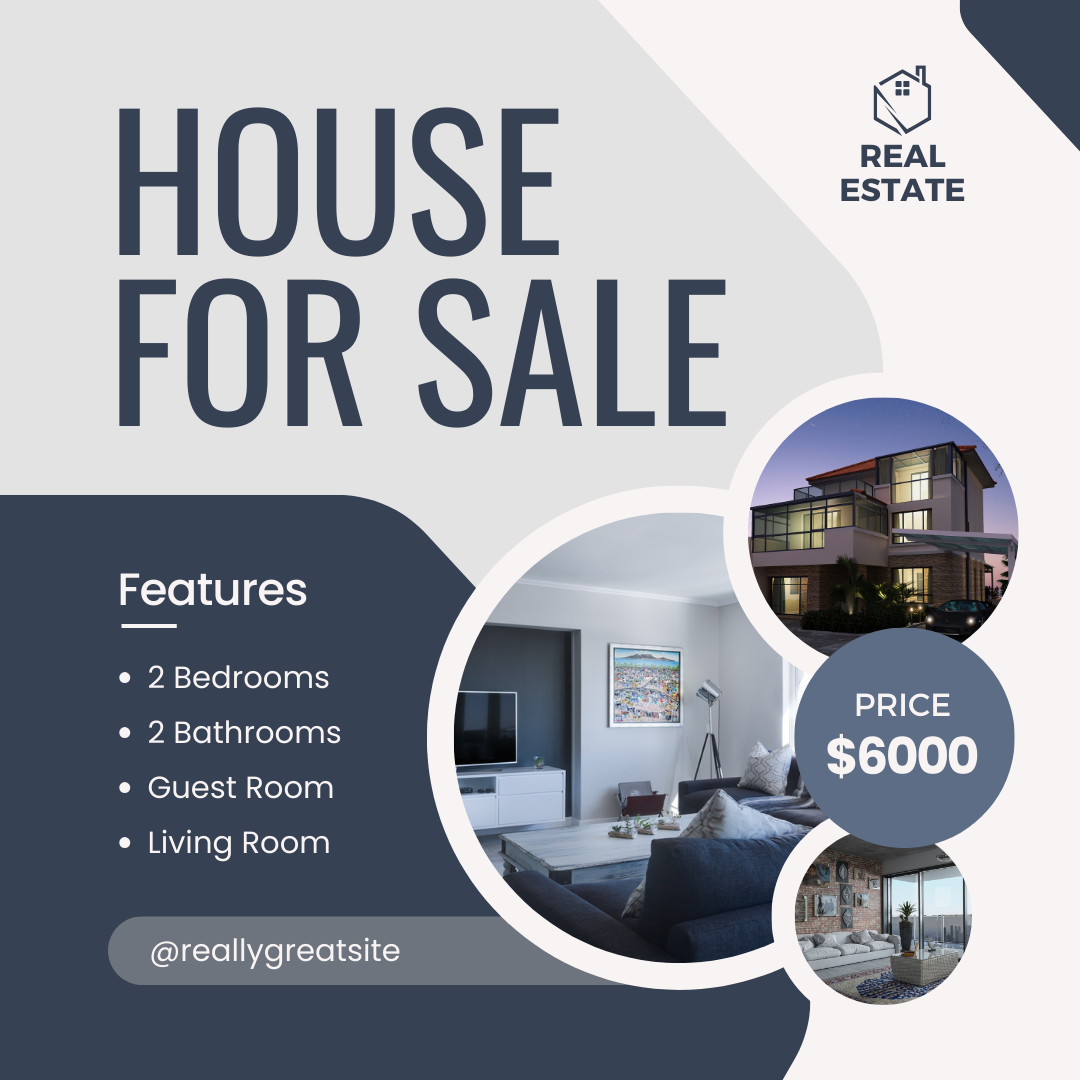 HOUSE
FOR SALE
REAL
ESTATE
Features
2 Bedrooms
2 Bathrooms
Guest Room
Living Room
PRICE
$6000
@reallygreatsite